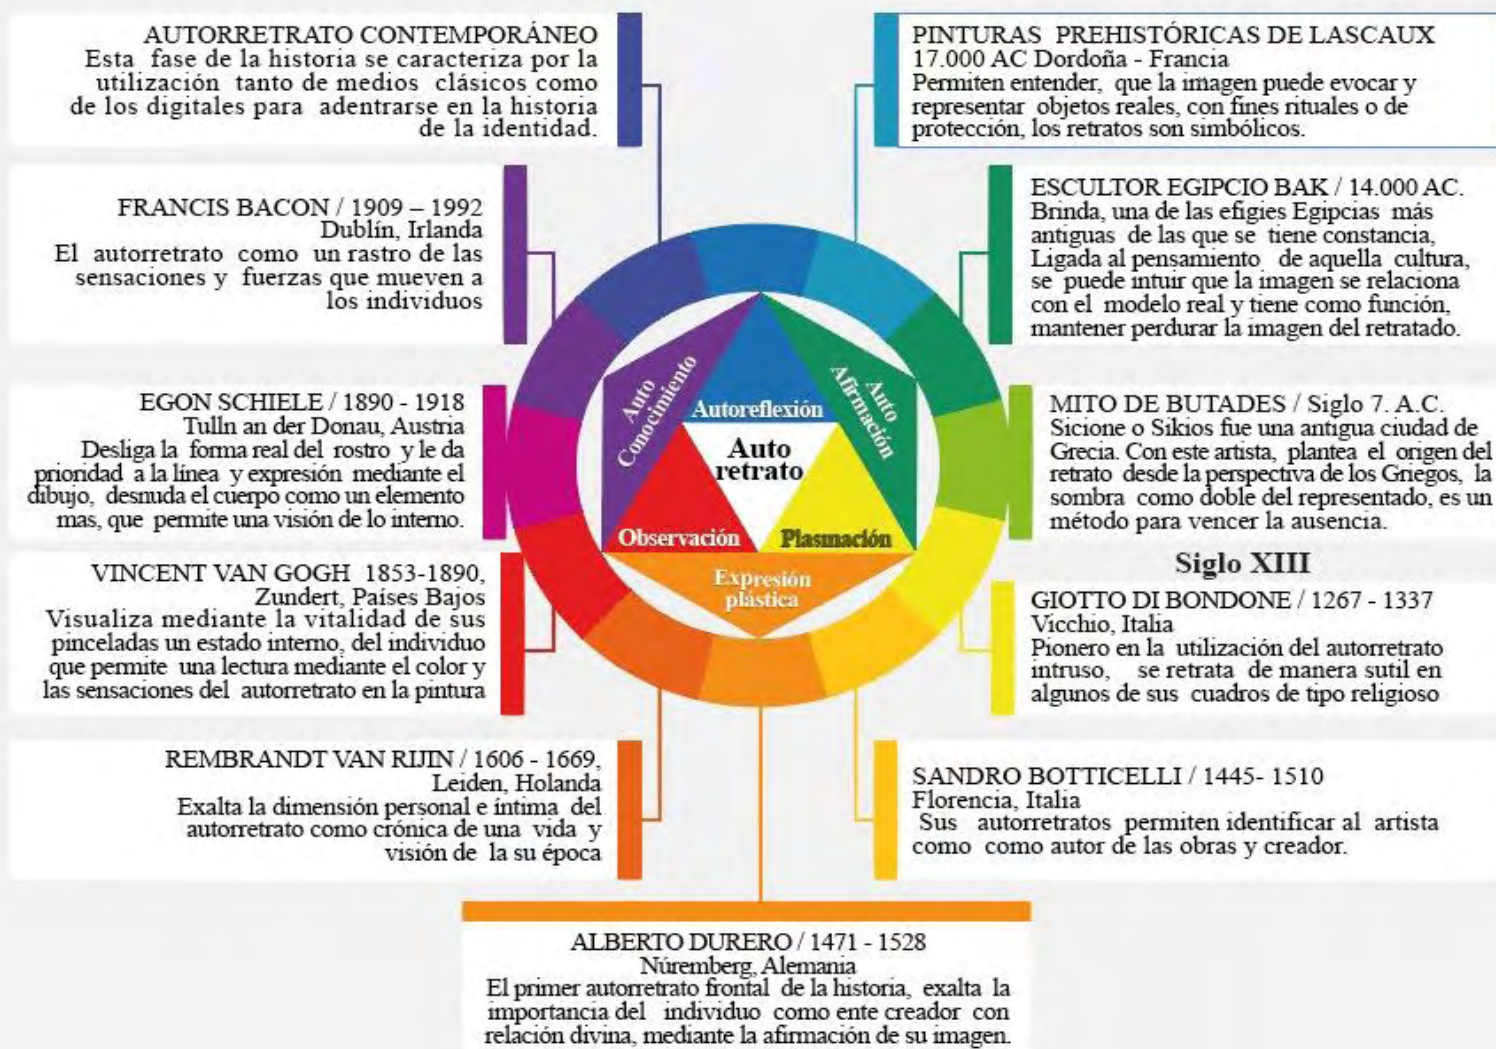 AUTORRETRATO CONTEMPORÁNEO
Esta fase de la historia se caracteriza por la
utilización tanto de medios clásicos como
de los digitales para adentrarse en la historia
de la identidad.
PINTURAS PREHISTÓRICAS DE LASCAUX
17.000 AC Dordoña - Francia
Permiten entender, que la imagen puede evocar y
representar objetos reales, con fines rituales o de
protección, los retratos son simbólicos.
FRANCIS BACON / 1909 – 1992
Dublín, Irlanda
El autorretrato como un rastro de las
sensaciones y fuerzas que mueven a
los individuos
ESCULTOR EGIPCIO BAK / 14.000 AC.
Brinda, una de las efigies Egipcias más
antiguas de las que se tiene constancia,
Ligada al pensamiento de aquella cultura,
se puede intuir que la imagen se relaciona
con el modelo real y tiene como función,
mantener perdurar la imagen del retratado.
EGON SCHIELE / 1890 - 1918
Tulln an der Donau, Austria
Desliga la forma real del rostro y le da
prioridad a la línea y expresión mediante el
dibujo, desnuda el cuerpo como un elemento
mas, que permite una visión de lo interno.
Auto
Conocimiento
Autoreflexión
Auto
Afirmación
Auto
retrato
Observación
Plasmación
Expresión
plástica
MITO DE BUTADES / Siglo 7. A.C.
Sicione o Sikios fue una antigua ciudad de
Grecia. Con este artista, plantea el origen del
retrato desde la perspectiva de los Griegos, la
sombra como doble del representado, es un
método para vencer la ausencia.
VINCENT VAN GOGH 1853-1890,
Zundert, Países Bajos
Visualiza mediante la vitalidad de sus
pinceladas un estado interno, del individuo
que permite una lectura mediante el color y
las sensaciones del autorretrato en la pintura
Siglo XIII
GIOTTO DI BONDONE / 1267 - 1337
Vicchio, Italia
Pionero en la utilización del autorretrato
intruso, se retrata de manera sutil en
algunos de sus cuadros de tipo religioso
REMBRANDT VAN RIJIN / 1606 - 1669,
Leiden, Holanda
Exalta la dimensión personal e íntima del
autorretrato como crónica de una vida y
visión de la su época
SANDRO BOTTICELLI / 1445- 1510
Florencia, Italia
Sus autorretratos permiten identificar al artista
como como autor de las obras y creador.
ALBERTO DURERO / 1471 - 1528
Núremberg, Alemania
El primer autorretrato frontal de la historia, exalta la
importancia del individuo como ente creador con
relación divina, mediante la afirmación de su imagen.